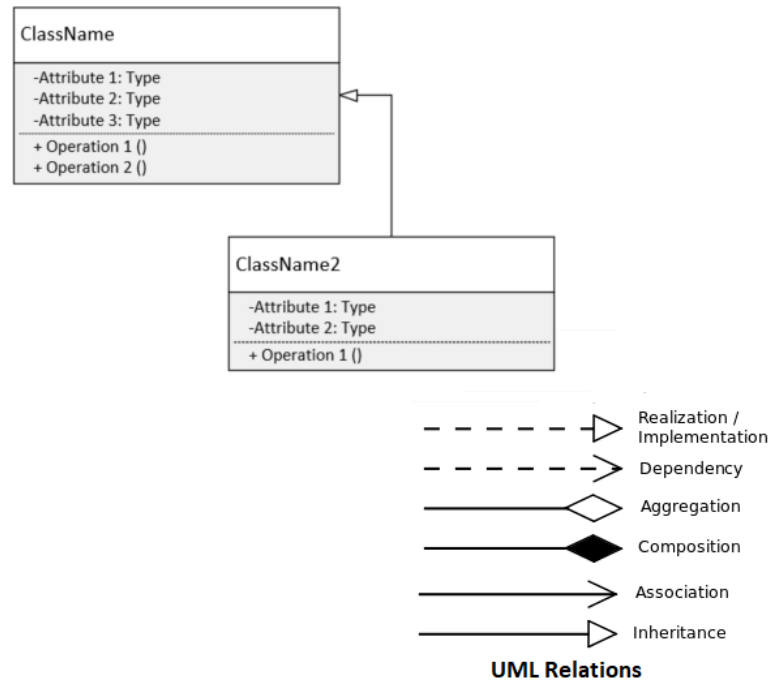 ClassName
-Attribute 1: Type
-Attribute 2: Type
-Attribute 3: Type
+ Operation 1 ()
+ Operation 2 ()
ClassName2
-Attribute 1: Type
-Attribute 2: Type
+ Operation 1 ()
Realization /
Implementation
Dependency
Aggregation
Composition
Association
Inheritance
UML Relations